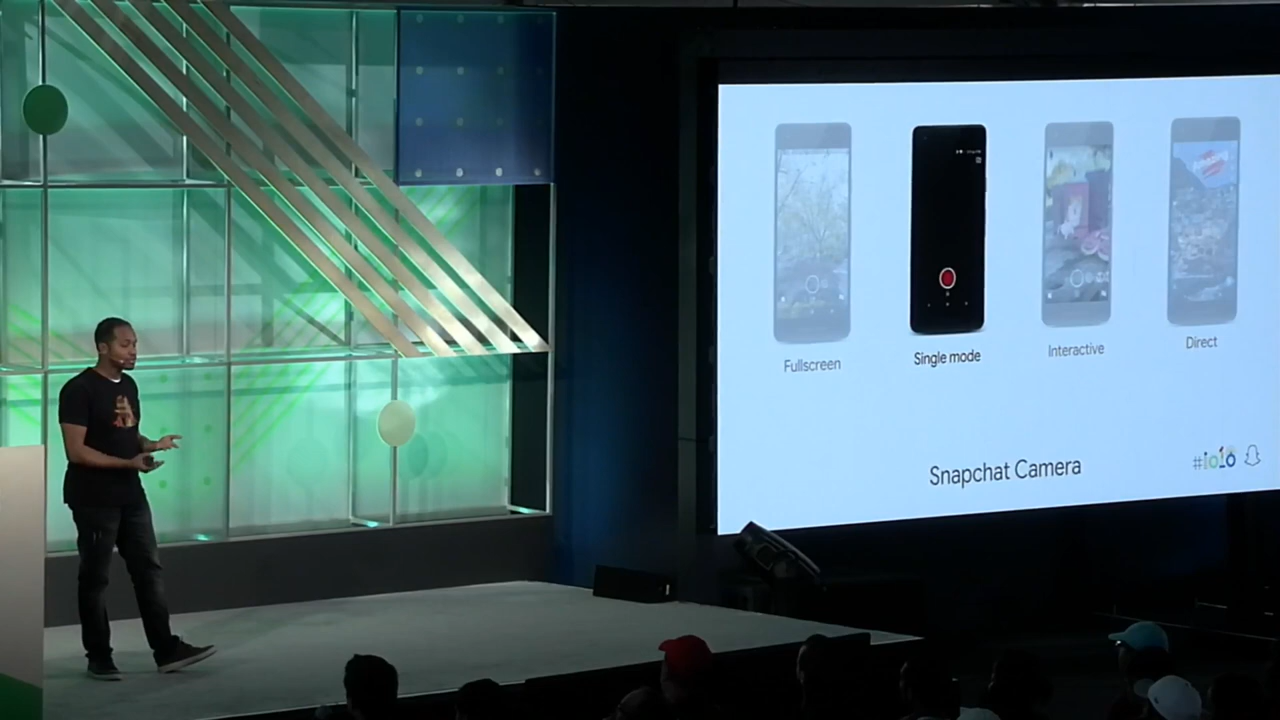 Fullscreen
Single mode
Interactive
Direct
Snapchat Camera
#io18